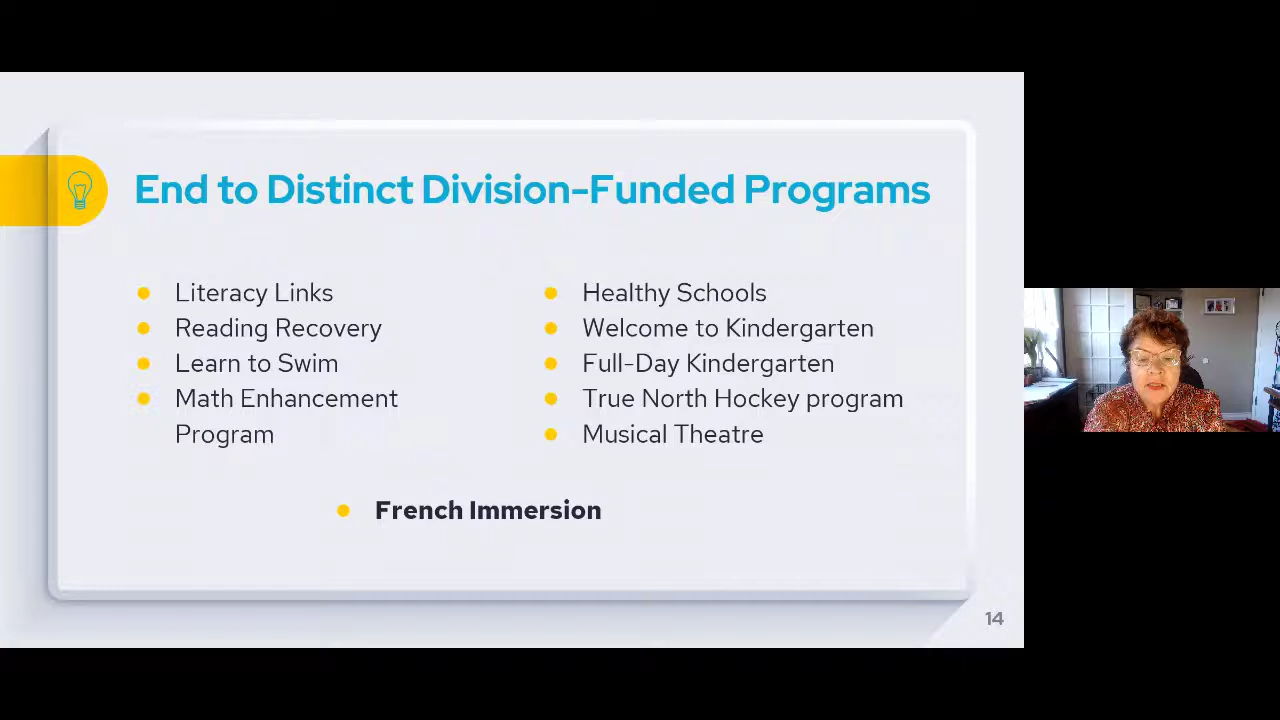 End to Distinct Division-Funded Programs
Literacy Links
Reading Recovery
Learn to Swim
Math Enhancement
Program
Healthy Schools
Welcome to Kindergarten
Full-Day Kindergarten
True North Hockey program
Musical Theatre
French Immersion
14